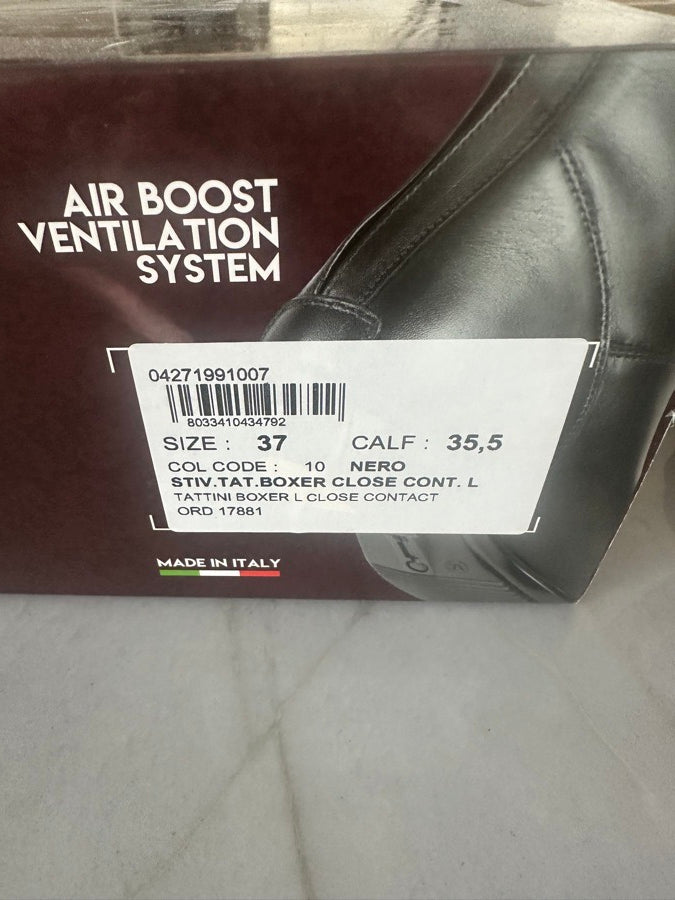 AIR BOOST
VENTILATION
SYSTEM
04271991007
8033410434792
SIZE : 37 CALF : 35,5
COL CODE : 10 NERO
STIV.TAT.BOXER CLOSE CONT. L
TATTINI BOXER L CLOSE CONTACT
ORD 17881
MADE IN ITALY